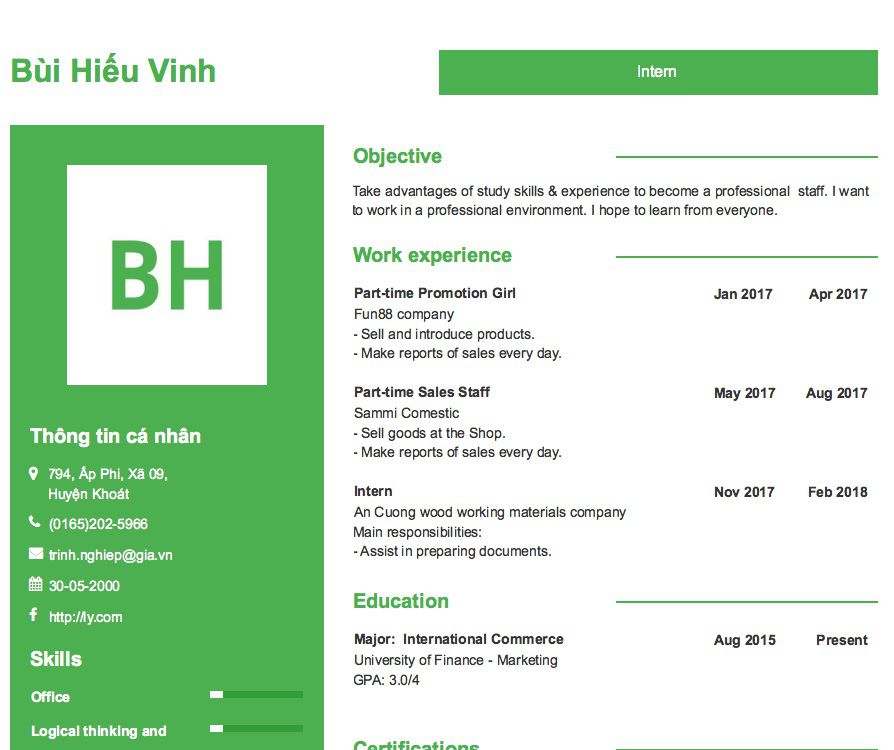 Bùi Hiếu Vinh
Intern
BH
Thông tin cá nhân
794, Ấp Phi, Xã 09,
Huyện Khoát
(0165)202-5966
trinh.nghiep@gia.vn
30-05-2000
http://ly.com
Skills
Office
Logical thinking and
Objective
Take advantages of study skills & experience to become a professional  staff. I want
to work in a professional environment. I hope to learn from everyone.
Work experience
Part-time Promotion Girl Jan 2017 Apr 2017
Fun88 company
- Sell and introduce products.
- Make reports of sales every day.
Part-time Sales Staff May 2017 Aug 2017
Sammi Comestic
- Sell goods at the Shop.
- Make reports of sales every day.
Intern Nov 2017 Feb 2018
An Cuong wood working materials company
Main responsibilities:
- Assist in preparing documents.
Education
Major:  International Commerce Aug 2015 Present
University of Finance - Marketing
GPA: 3.0/4
Certifications